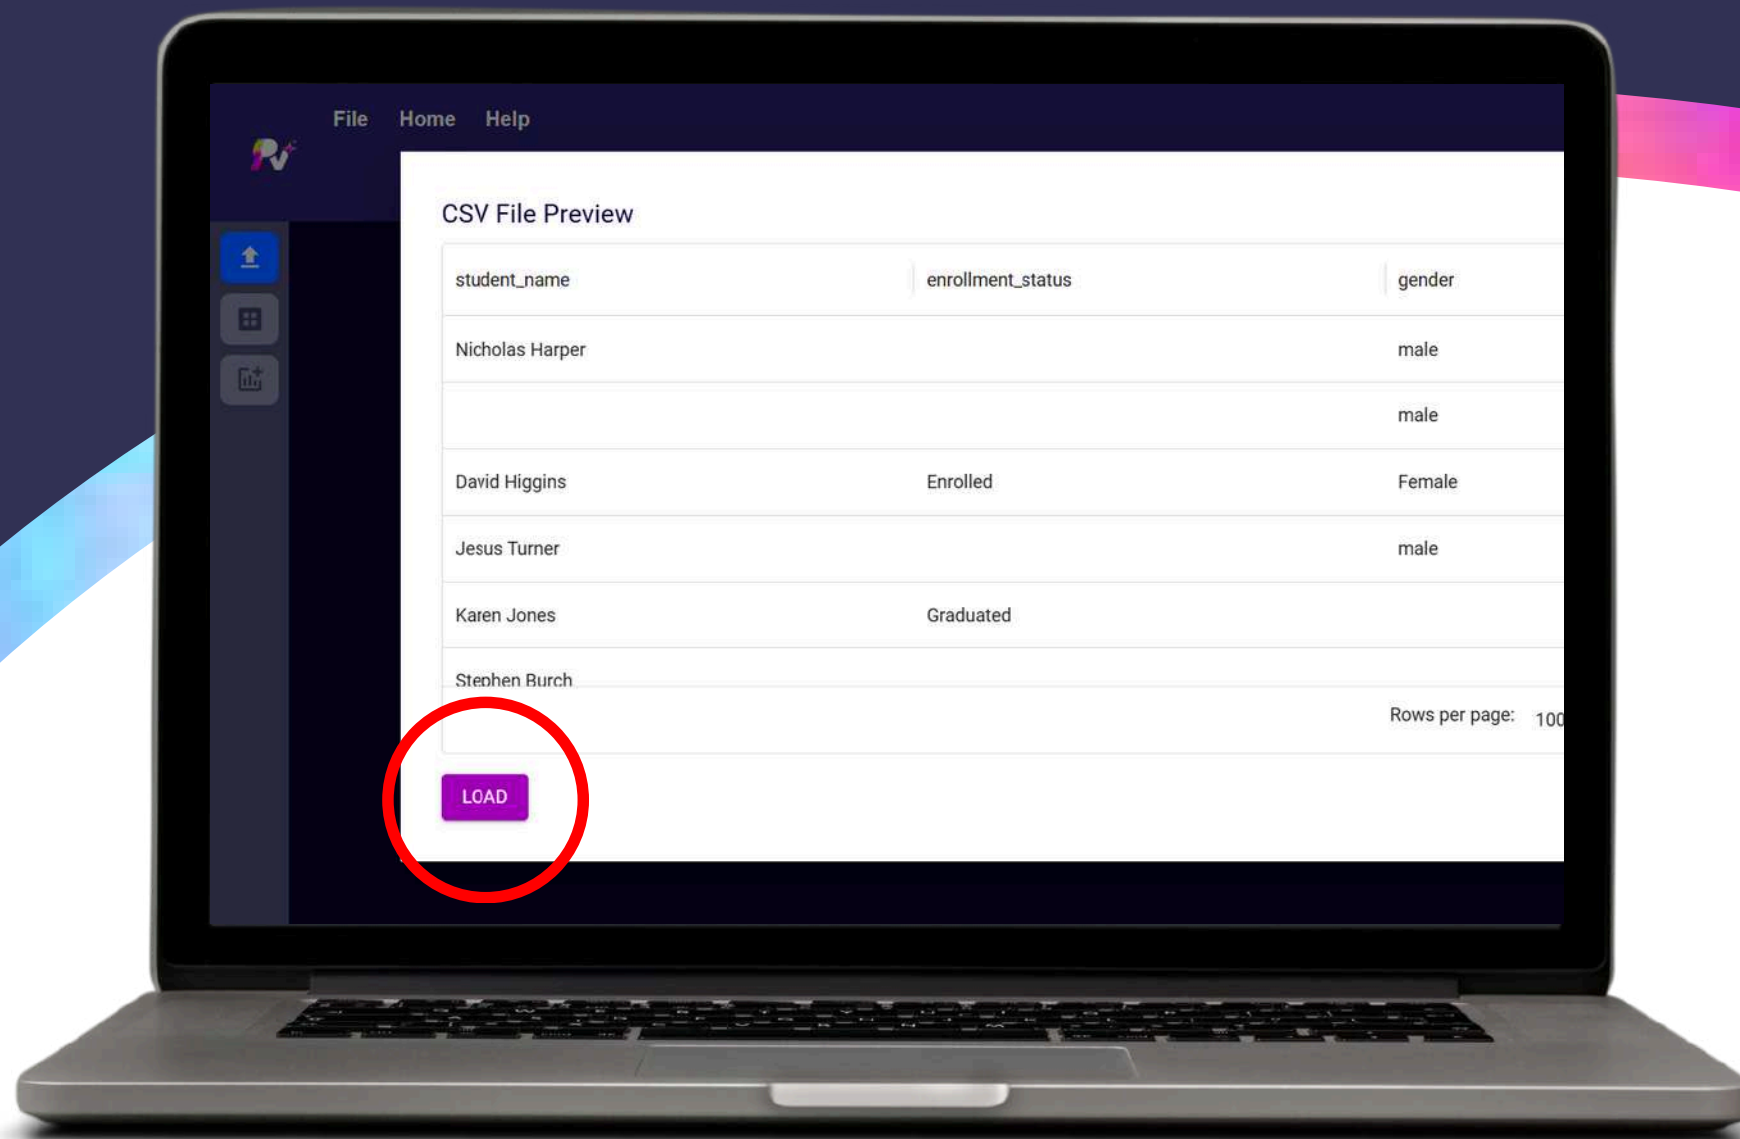 File Home Help
CSV File Preview
student_name enrollment_status gender
Nicholas Harper male
male
David Higgins Enrolled Female
Jesus Turner male
Karen Jones Graduated
Stephen Burch
Rows per page: 100
LOAD